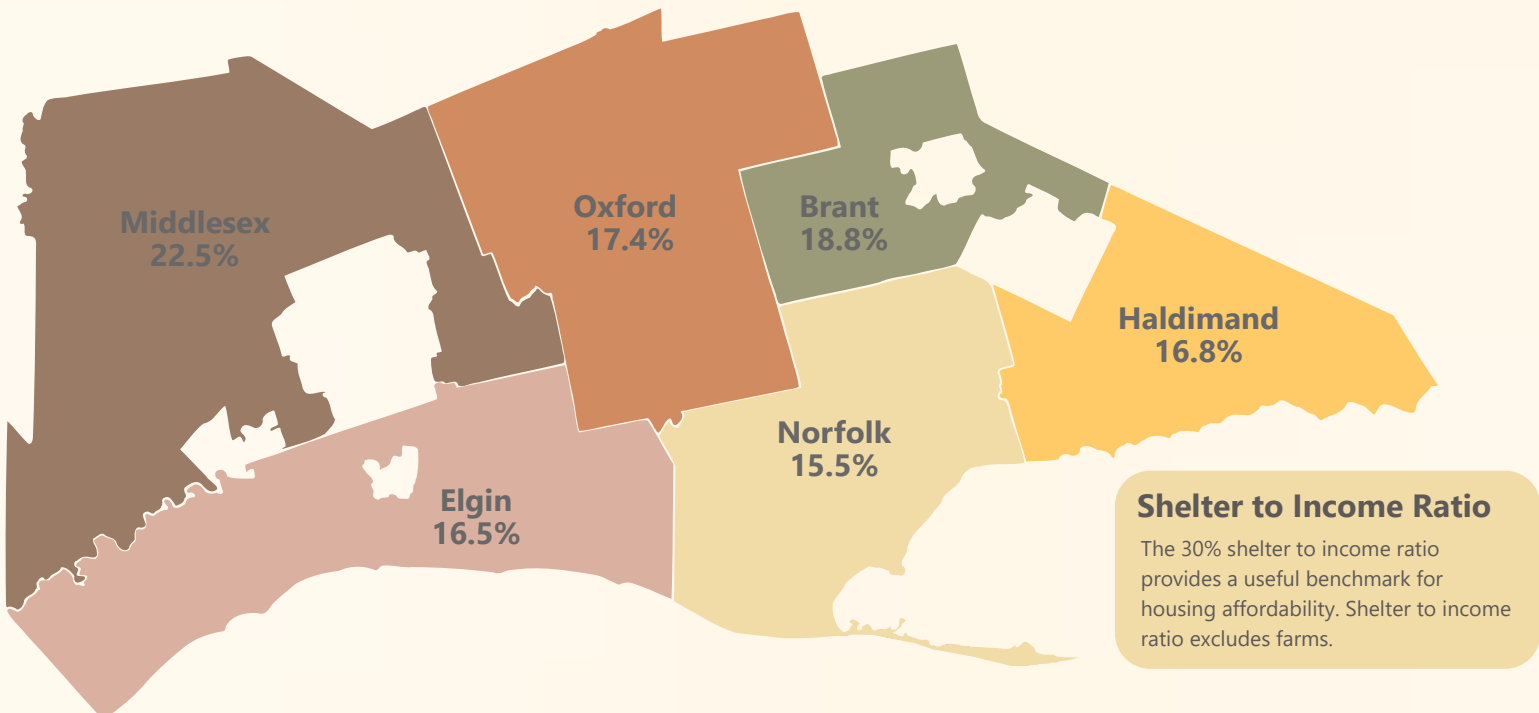 Middlesex
22.5%
Oxford
17.4%
Brant
18.8%
Haldimand
16.8%
Norfolk
15.5%
Elgin
16.5%
Shelter to Income Ratio
The 30% shelter to income ratio
provides a useful benchmark for
housing affordability. Shelter to income
ratio excludes farms.